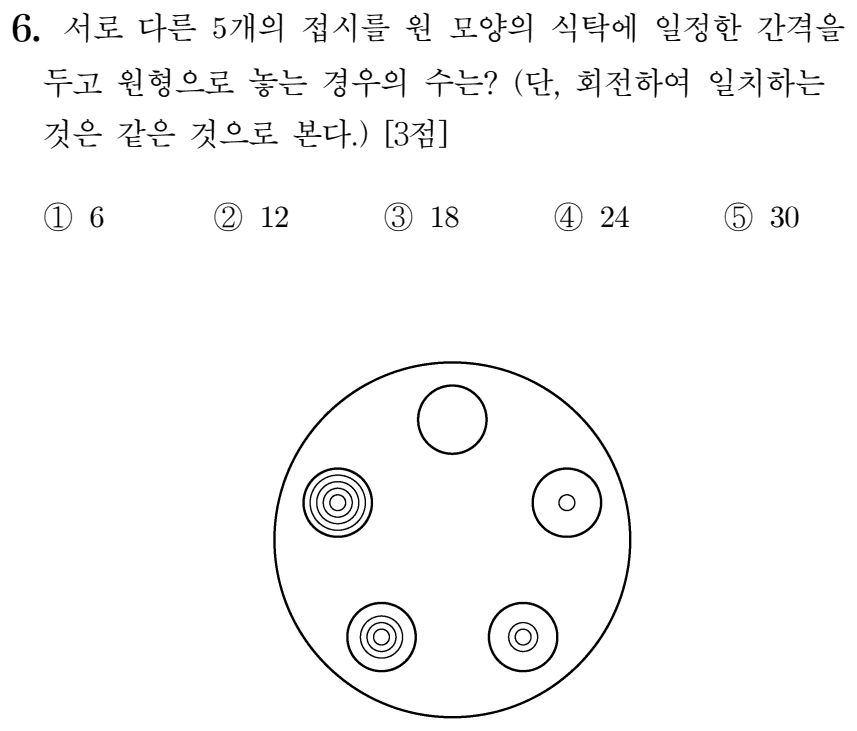 6. 서로 다른 5개의 접시를 원 모양의 식탁에 일정한 간격을
두고 원형으로 놓는 경우의 수는? (단, 회전하여 일치하는
것은 같은 것으로 본다.) [3점]
① 6 ② 12 ③ 18 ④ 24 ⑤ 30